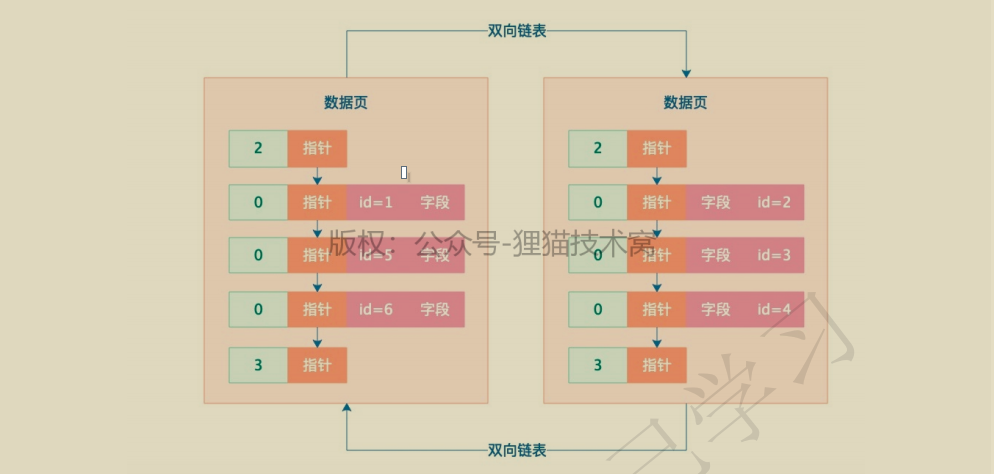 双向链表
数据页
2 指针
0 指针 id=1 字段
0 指针 id=5 字段
0 指针 id=6 字段
3 指针
数据页
2 指针
0 指针 字段 id=2
0 指针 字段 id=3
0 指针 字段 id=4
3 指针
双向链表
版权：公众号-狸猫技术窝
学习